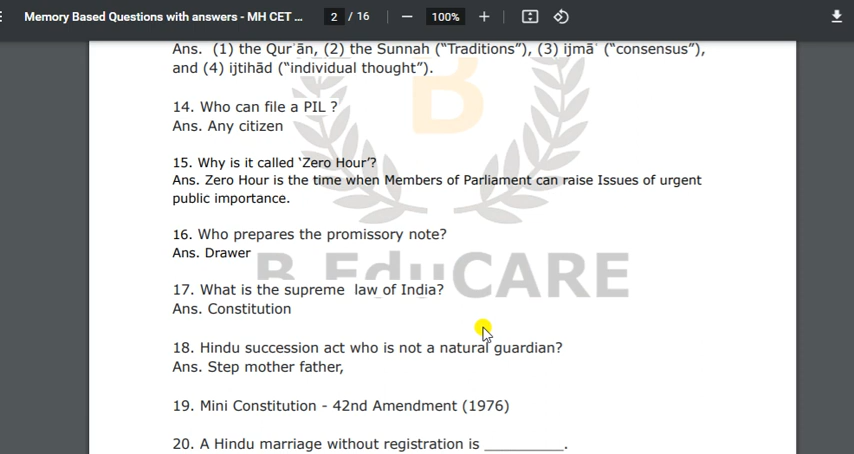 Memory Based Questions with answers - MH CET ... 2 / 16 100%
Ans. (1) the Qurʾān, (2) the Sunnah (“Traditions”), (3) ijmāʿ (“consensus”),
and (4) ijtihād (“individual thought”).
14. Who can file a PIL ?
Ans. Any citizen
15. Why is it called ‘Zero Hour’?
Ans. Zero Hour is the time when Members of Parliament can raise Issues of urgent
public importance.
16. Who prepares the promissory note?
Ans. Drawer
B EduCARE
17. What is the supreme law of India?
Ans. Constitution
18. Hindu succession act who is not a natural guardian?
Ans. Step mother father,
19. Mini Constitution - 42nd Amendment (1976)
20. A Hindu marriage without registration is __________.